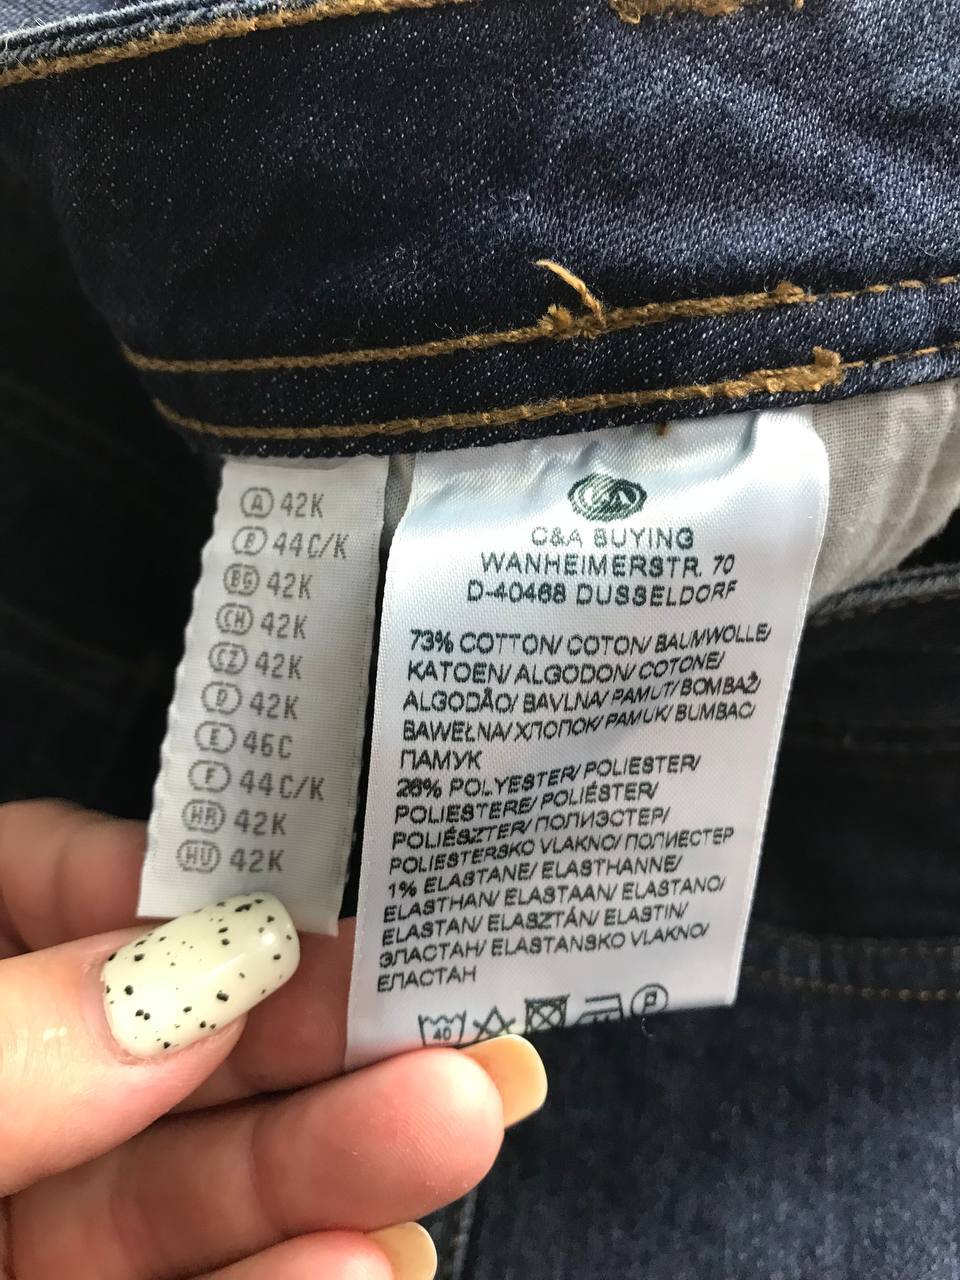 A 42K
B 44C/K
BG 42K
CH 42K
CZ 42K
D 42K
E 46C
F 44C/K
HR 42K
HU 42K
C&A
C&A BUYING
WANHEIMERSTR. 70
D-40468 DUSSELDORF
73% COTTON/ COTON/ BAUMWOLLE/
KATOEN/ ALGODON/ COTONE/
ALGODÃO/ BAVLNA/ PAMUT/ BOMBAŽ/
BAWEŁNA/ ХЛОПОК/ PAMUK/ BUMBAC/
ПАМУК
26% POLYESTER/ POLIESTER/
POLIESTERE/ POLIÉSTER/
POLIÉSZTER/ ПОЛИЭСТЕР/
POLIESTERSKO VLAKNO/ ПОЛИЕСТЕР
1% ELASTANE/ ELASTHANNE/
ELASTHAN/ ELASTAAN/ ELASTANO/
ELASTAN/ ELASZTÁN/ ELASTIN/
ЭЛАСТАН/ ELASTANSKO VLAKNO/
ЕЛАСТАН
40 P